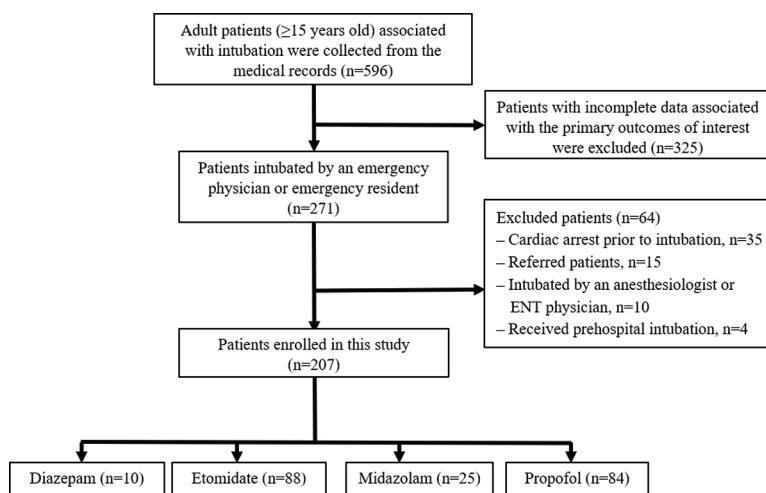 Adult patients (≥15 years old) associated
with intubation were collected from the
medical records (n=596)
Patients with incomplete data associated
with the primary outcomes of interest
were excluded (n=325)
Patients intubated by an emergency
physician or emergency resident
(n=271)
Excluded patients (n=64)
– Cardiac arrest prior to intubation, n=35
– Referred patients, n=15
– Intubated by an anesthesiologist or
ENT physician, n=10
– Received prehospital intubation, n=4
Patients enrolled in this study
(n=207)
Diazepam (n=10)
Etomidate (n=88)
Midazolam (n=25)
Propofol (n=84)